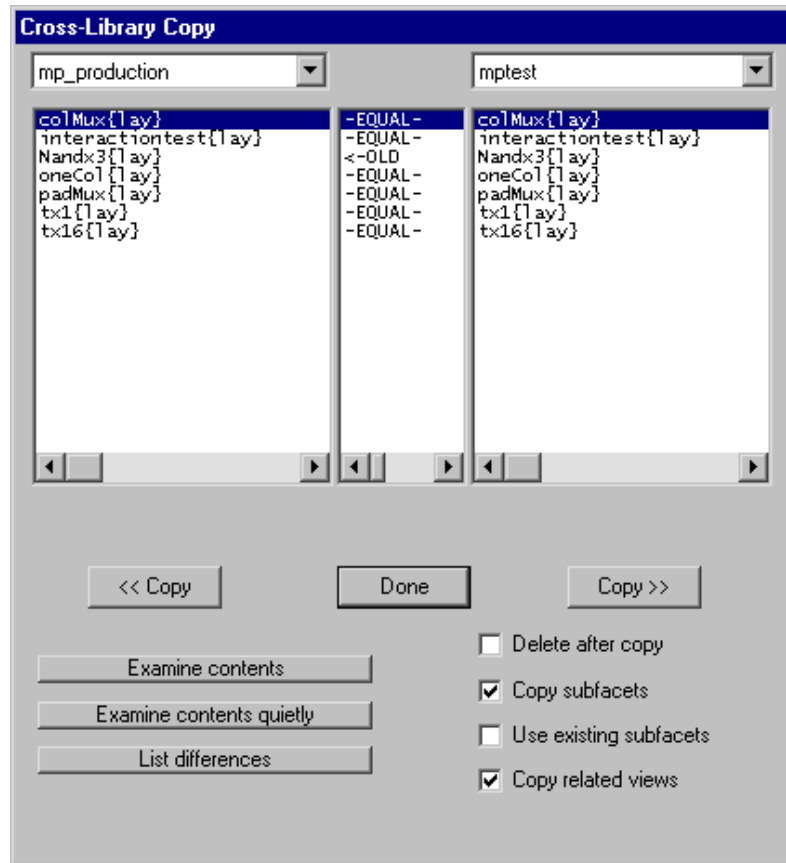 Cross-Library Copy
mp_production mptest
colMux{lay} -EQUAL- colMux{lay}
interactiontest{lay} -EQUAL- interactiontest{lay}
Nandx3{lay} <-OLD Nandx3{lay}
oneCol{lay} -EQUAL- oneCol{lay}
padMux{lay} -EQUAL- padMux{lay}
tx1{lay} -EQUAL- tx1{lay}
tx16{lay} -EQUAL- tx16{lay}
<< Copy Done Copy >>
Delete after copy
Examine contents
Copy subfacets
Examine contents quietly
Use existing subfacets
List differences
Copy related views